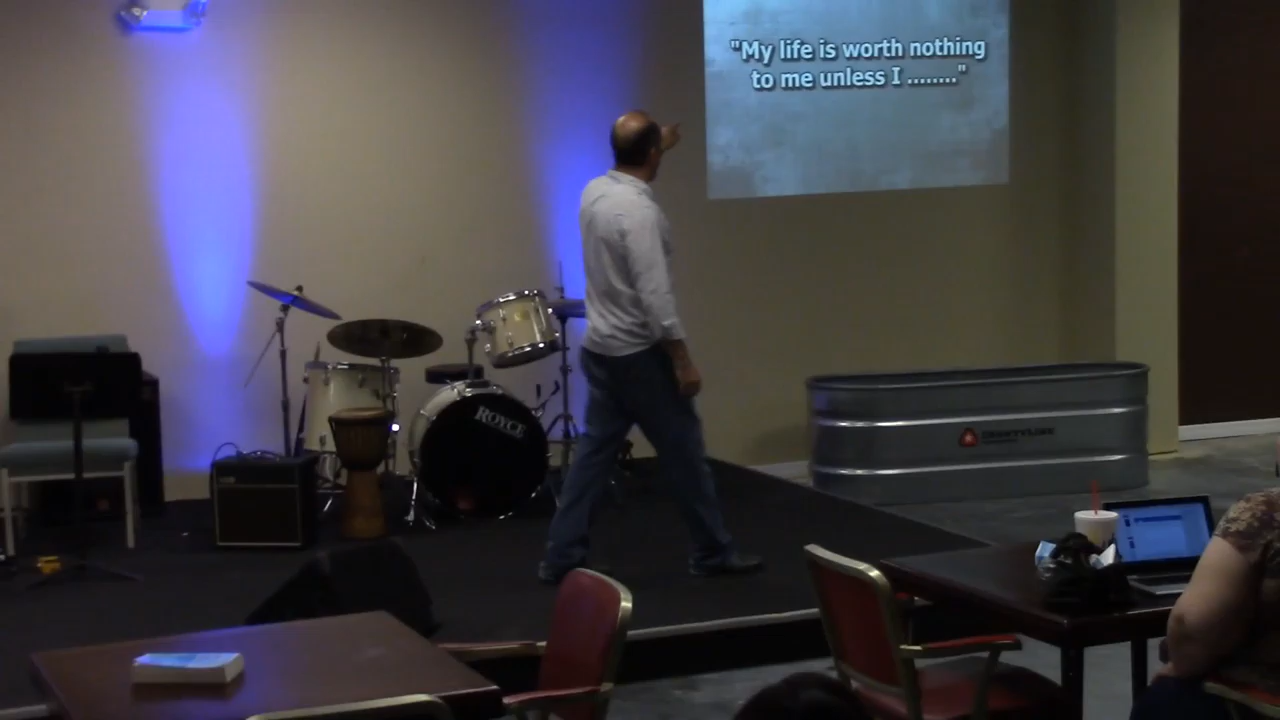 "My life is worth nothing
to me unless I ........"
ROYCE